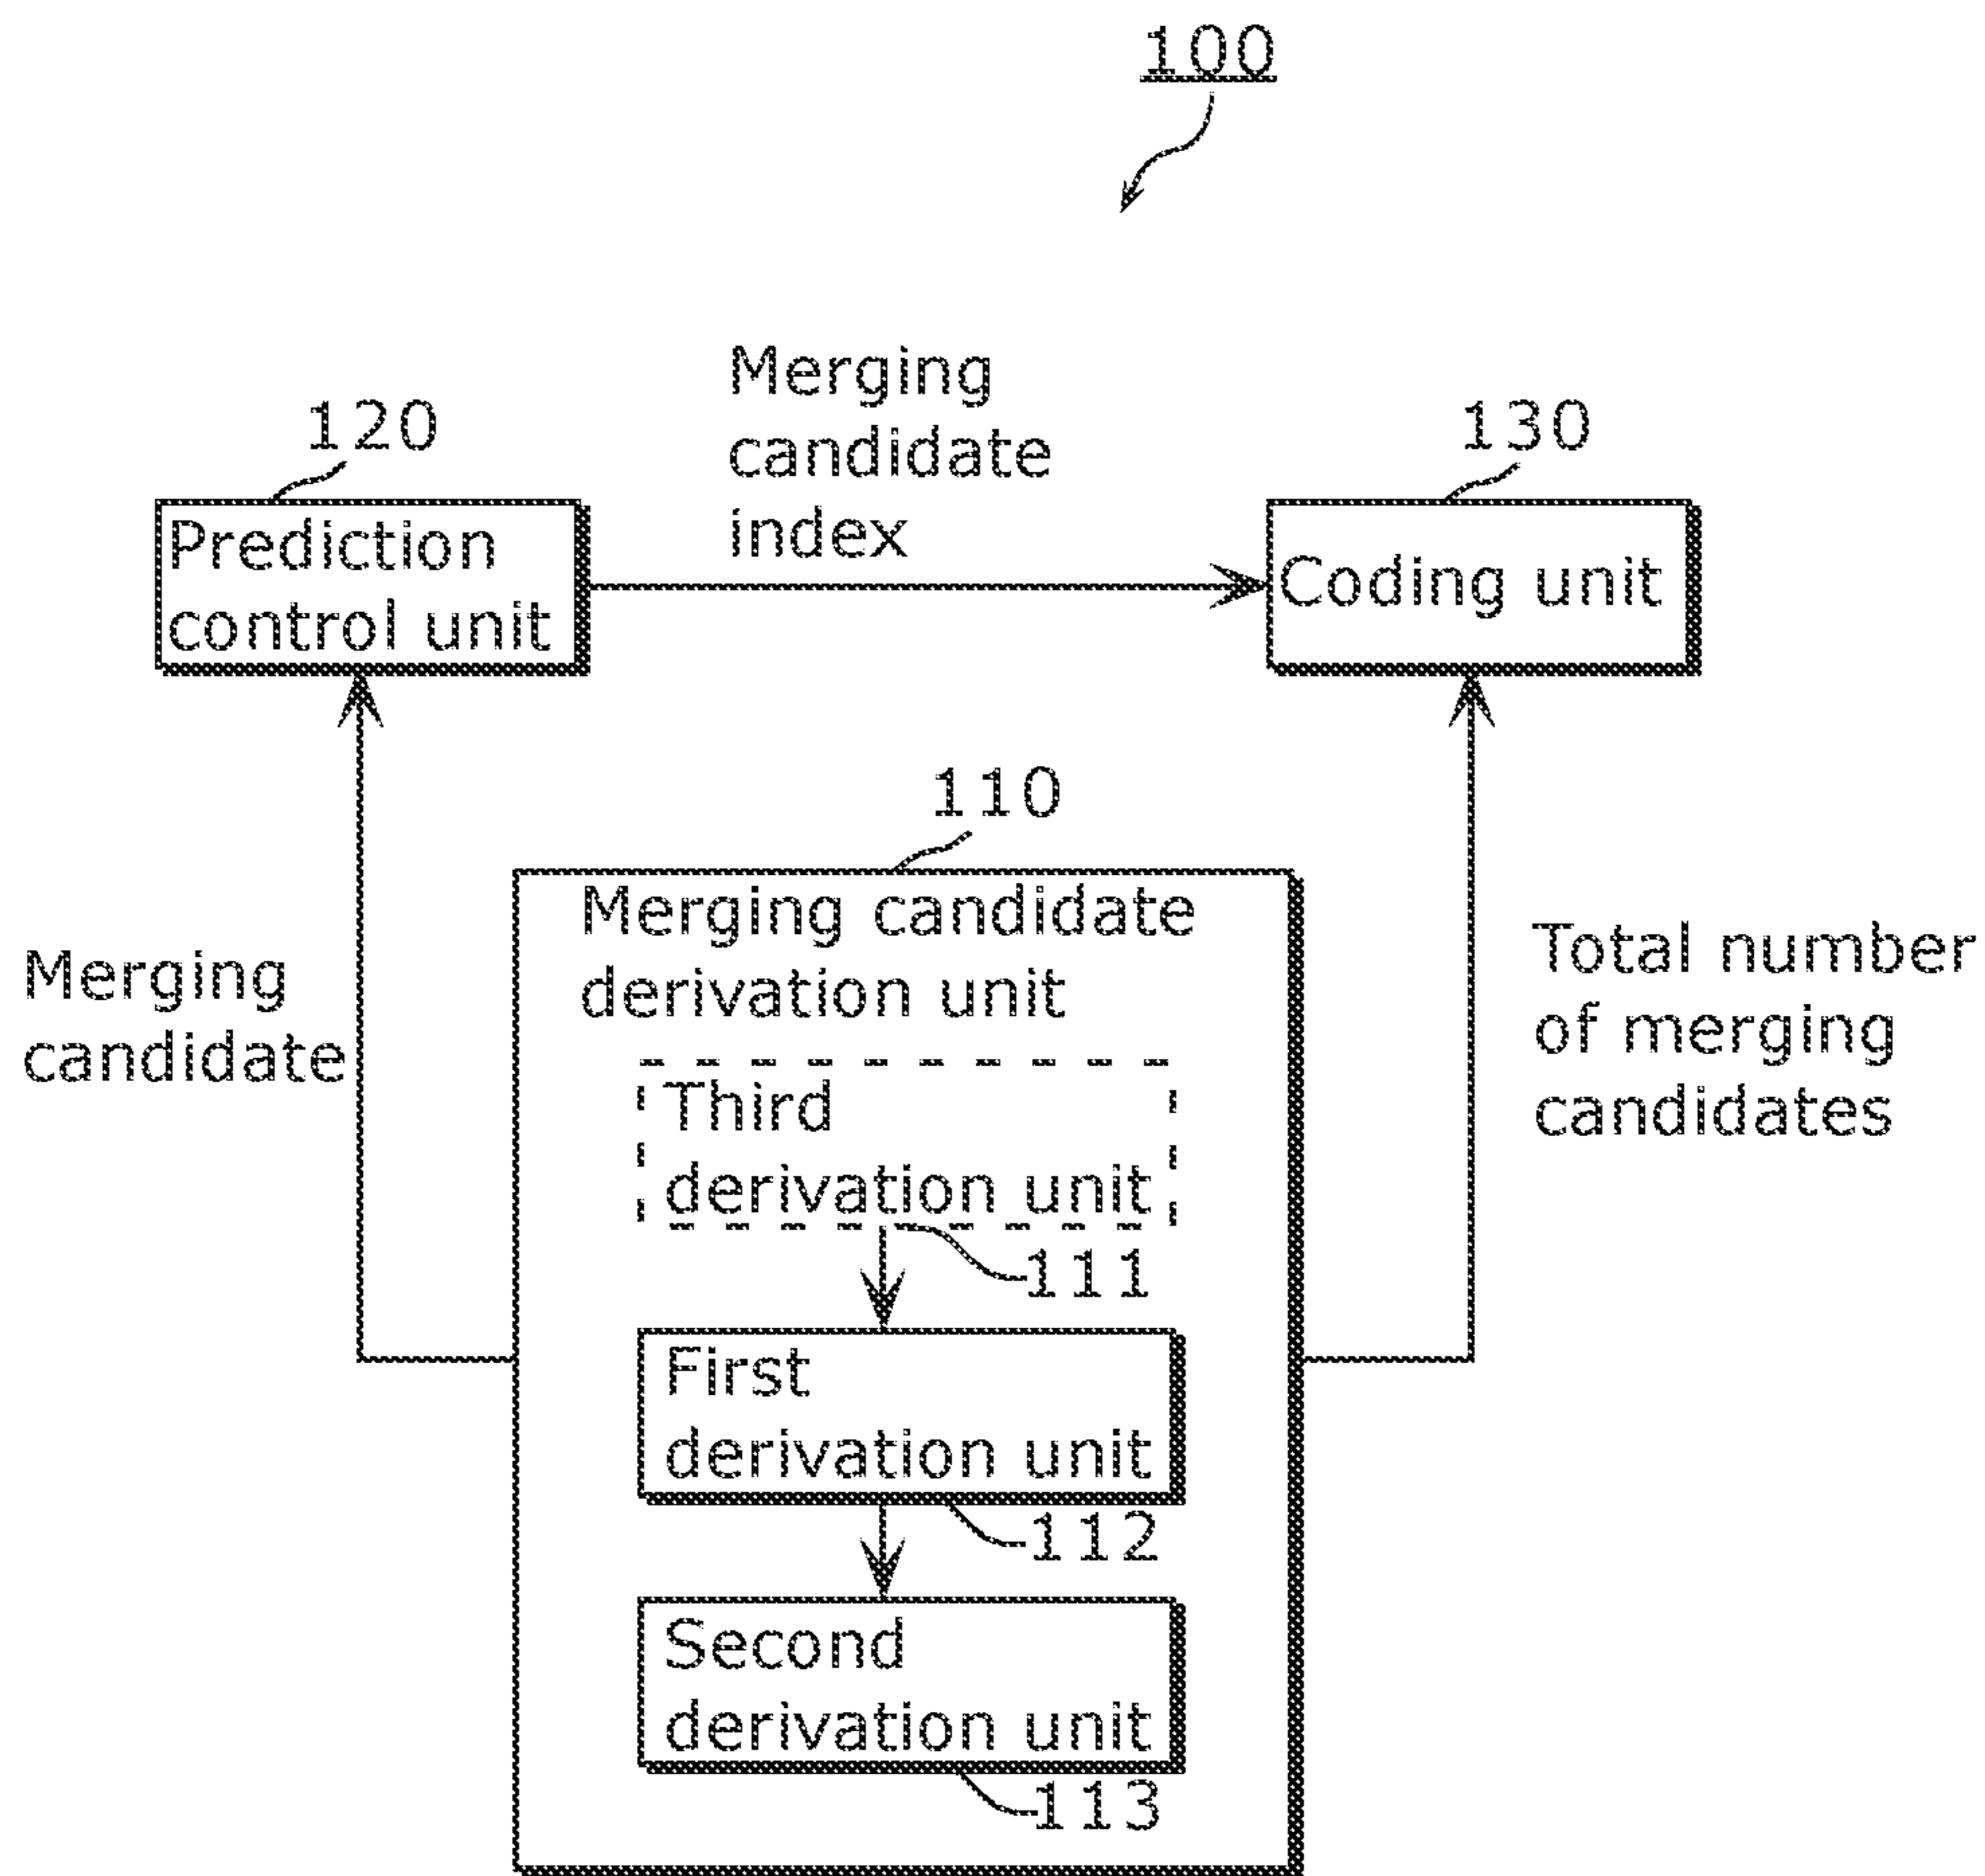 100
Merging
candidate
index
120
130
Prediction
control unit
Coding unit
110
Merging candidate
derivation unit
Merging
candidate
Total number
of merging
candidates
Third
derivation unit
111
First
derivation unit
112
Second
derivation unit
113